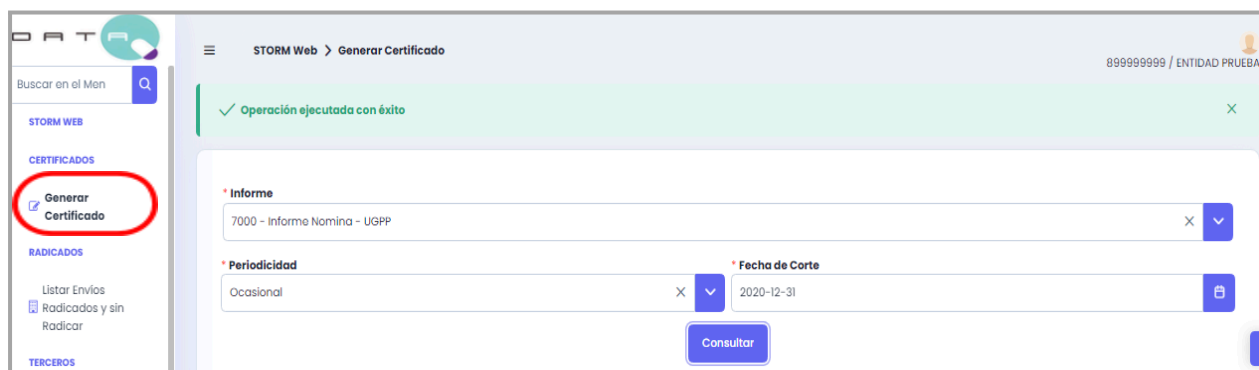 DATA
Buscar en el Men
STORM WEB
CERTIFICADOS
Generar
Certificado
RADICADOS
Listar Envíos
Radicados y sin
Radicar
TERCEROS
STORM Web > Generar Certificado
899999999 / ENTIDAD PRUEBA
Operación ejecutada con éxito
* Informe
7000 - Informe Nomina - UGPP
* Periodicidad
* Fecha de Corte
Ocasional
2020-12-31
Consultar